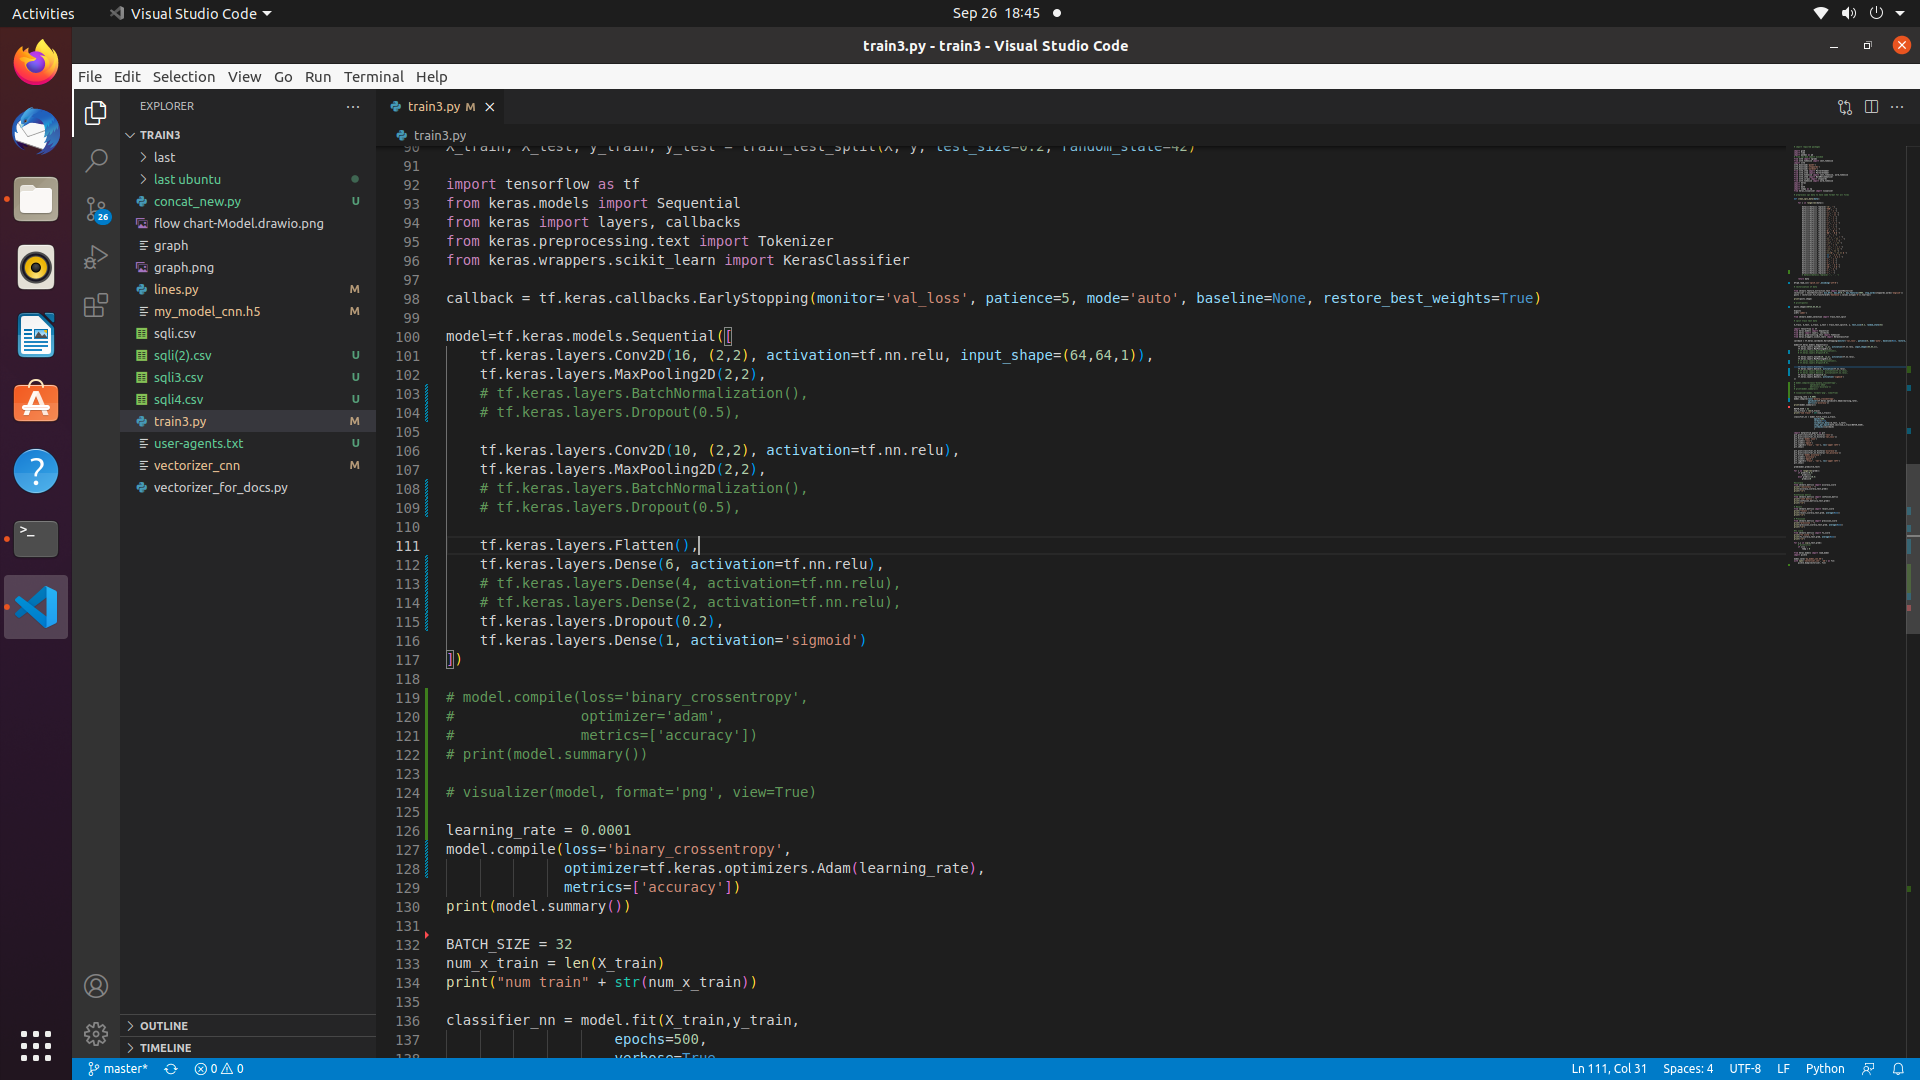 Activities
Visual Studio Code
Sep 26 18:45
train3.py - train3 - Visual Studio Code
File Edit Selection View Go Run Terminal Help
EXPLORER
TRAIN3
last
last ubuntu
concat_new.py U
flow chart-Model.drawio.png
graph
graph.png
lines.py M
my_model_cnn.h5 M
sqli.csv
sqli(2).csv U
sqli3.csv U
sqli4.csv U
train3.py M
user-agents.txt U
vectorizer_cnn M
vectorizer_for_docs.py
OUTLINE
TIMELINE
26
train3.py M
train3.py
90 X_train, X_test, y_train, y_test = train_test_split(X, y, test_size=0.2, random_state=42)
91
92 import tensorflow as tf
93 from keras.models import Sequential
94 from keras import layers, callbacks
95 from keras.preprocessing.text import Tokenizer
96 from keras.wrappers.scikit_learn import KerasClassifier
97
98 callback = tf.keras.callbacks.EarlyStopping(monitor='val_loss', patience=5, mode='auto', baseline=None, restore_best_weights=True)
99
100 model=tf.keras.models.Sequential([
101     tf.keras.layers.Conv2D(16, (2,2), activation=tf.nn.relu, input_shape=(64,64,1)),
102     tf.keras.layers.MaxPooling2D(2,2),
103     # tf.keras.layers.BatchNormalization(),
104     # tf.keras.layers.Dropout(0.5),
105
106     tf.keras.layers.Conv2D(10, (2,2), activation=tf.nn.relu),
107     tf.keras.layers.MaxPooling2D(2,2),
108     # tf.keras.layers.BatchNormalization(),
109     # tf.keras.layers.Dropout(0.5),
110
111     tf.keras.layers.Flatten(),
112     tf.keras.layers.Dense(6, activation=tf.nn.relu),
113     # tf.keras.layers.Dense(4, activation=tf.nn.relu),
114     # tf.keras.layers.Dense(2, activation=tf.nn.relu),
115     tf.keras.layers.Dropout(0.2),
116     tf.keras.layers.Dense(1, activation='sigmoid')
117 ])
118
119 # model.compile(loss='binary_crossentropy',
120 #               optimizer='adam',
121 #               metrics=['accuracy'])
122 # print(model.summary())
123
124 # visualizer(model, format='png', view=True)
125
126 learning_rate = 0.0001
127 model.compile(loss='binary_crossentropy',
128               optimizer=tf.keras.optimizers.Adam(learning_rate),
129               metrics=['accuracy'])
130 print(model.summary())
131
132 BATCH_SIZE = 32
133 num_x_train = len(X_train)
134 print("num train" + str(num_x_train))
135
136 classifier_nn = model.fit(X_train,y_train,
137                     epochs=500,
138                     verbose=True
master* 0 0
Ln 111, Col 31 Spaces: 4 UTF-8 LF Python